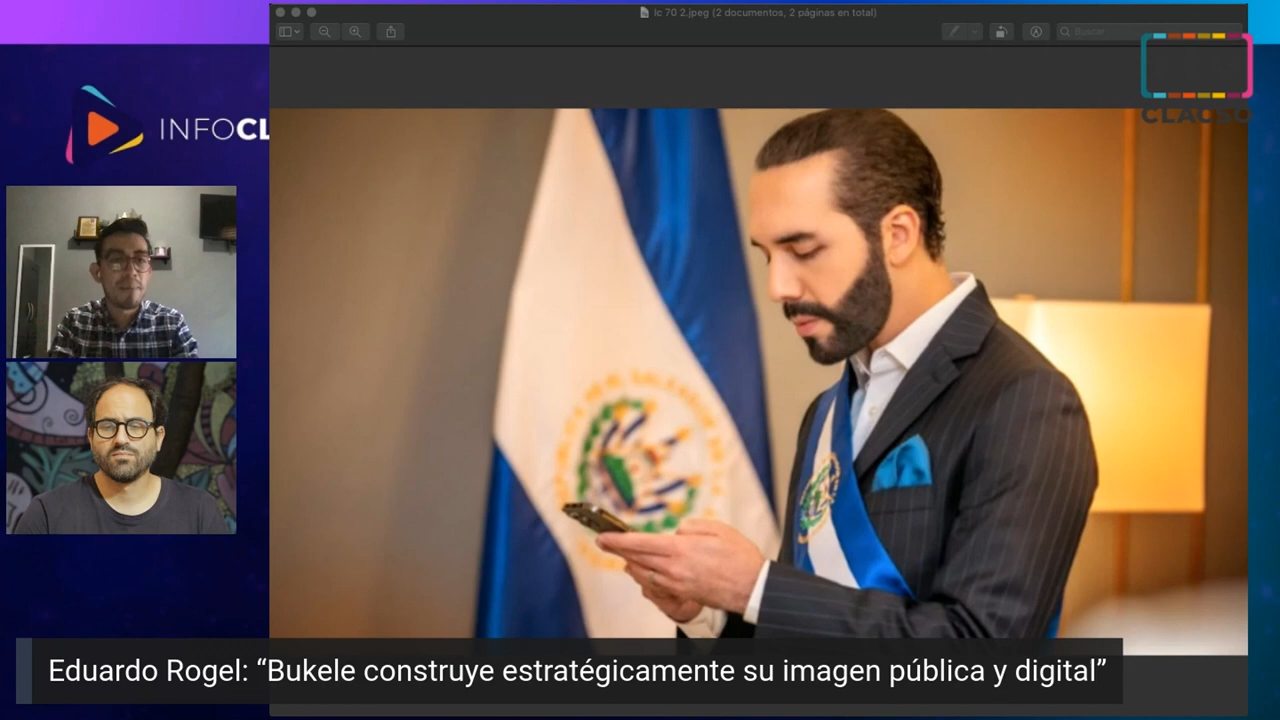 lc 70 2.jpeg (2 documentos, 2 páginas en total)
Buscar
CLACSO
INFOCL
Eduardo Rogel: “Bukele construye estratégicamente su imagen pública y digital”